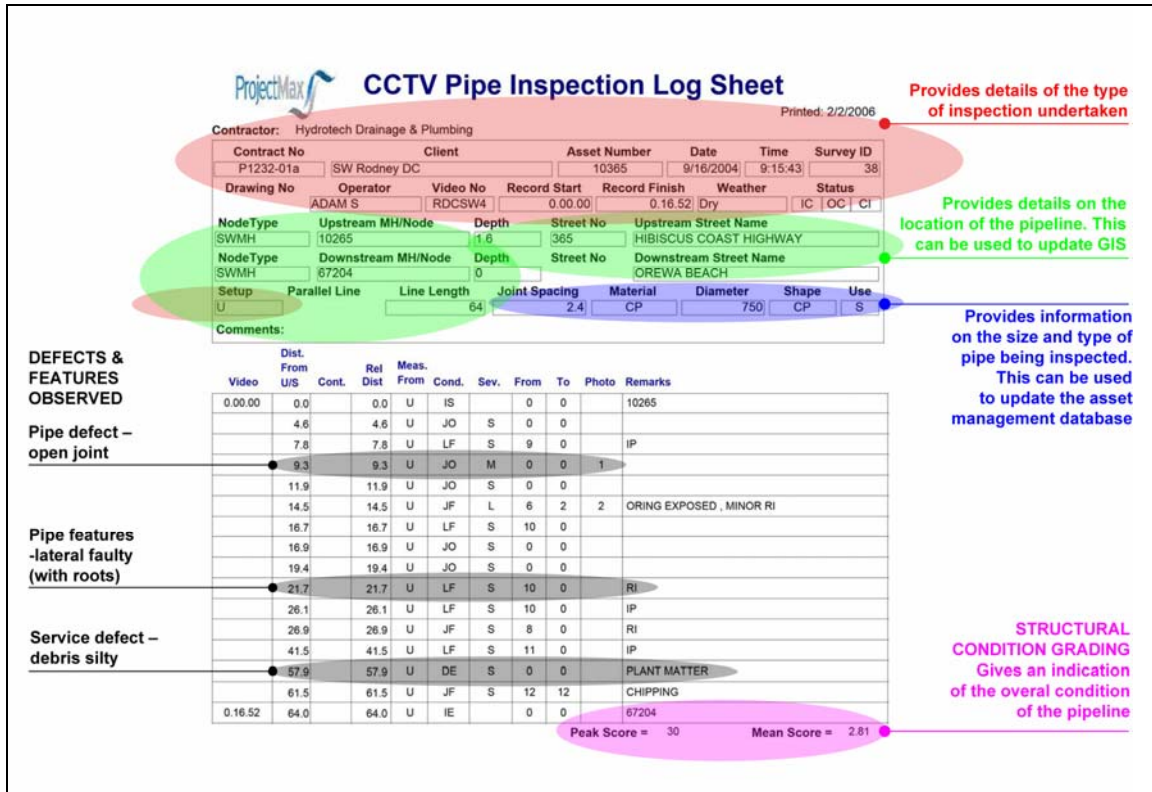 ProjectMax CCTV Pipe Inspection Log Sheet
Printed: 2/2/2006
Contractor: Hydrotech Drainage & Plumbing
Contract No Client Asset Number Date Time Survey ID
P1232-01a SW Rodney DC 10365 9/16/2004 9:15:43 38
Drawing No Operator Video No Record Start Record Finish Weather Status
ADAM S RDCSW4 0.00.00 0.16.52 Dry IC OC CI
NodeType Upstream MH/Node Depth Street No Upstream Street Name
SWMH 10265 1.6 365 HIBISCUS COAST HIGHWAY
NodeType Downstream MH/Node Depth Street No Downstream Street Name
SWMH 67204 0 OREWA BEACH
Setup Parallel Line Line Length Joint Spacing Material Diameter Shape Use
U 64 2.4 CP 750 CP S
Comments:
Provides details of the type
of inspection undertaken
Provides details on the
location of the pipeline. This
can be used to update GIS
Provides information
on the size and type of
pipe being inspected.
This can be used
to update the asset
management database
DEFECTS &
FEATURES
OBSERVED
Pipe defect –
open joint
Pipe features
-lateral faulty
(with roots)
Service defect –
debris silty
Video Dist. From U/S Cont. Rel Dist Meas. From Cond. Sev. From To Photo Remarks
0.00.00 0.0 0.0 U IS 0 0 10265
4.6 4.6 U JO S 0 0
7.8 7.8 U LF S 9 0 IP
9.3 9.3 U JO M 0 0 1
11.9 11.9 U JO S 0 0
14.5 14.5 U JF L 6 2 2 ORING EXPOSED , MINOR RI
16.7 16.7 U LF S 10 0
16.9 16.9 U JO S 0 0
19.4 19.4 U JO S 0 0
21.7 21.7 U LF S 10 0 RI
26.1 26.1 U LF S 10 0 IP
26.9 26.9 U JF S 8 0 RI
41.5 41.5 U LF S 11 0 IP
57.9 57.9 U DE S 0 0 PLANT MATTER
61.5 61.5 U JF S 12 12 CHIPPING
0.16.52 64.0 64.0 U IE 0 0 67204
Peak Score = 30 Mean Score = 2.81
STRUCTURAL
CONDITION GRADING
Gives an indication
of the overal condition
of the pipeline